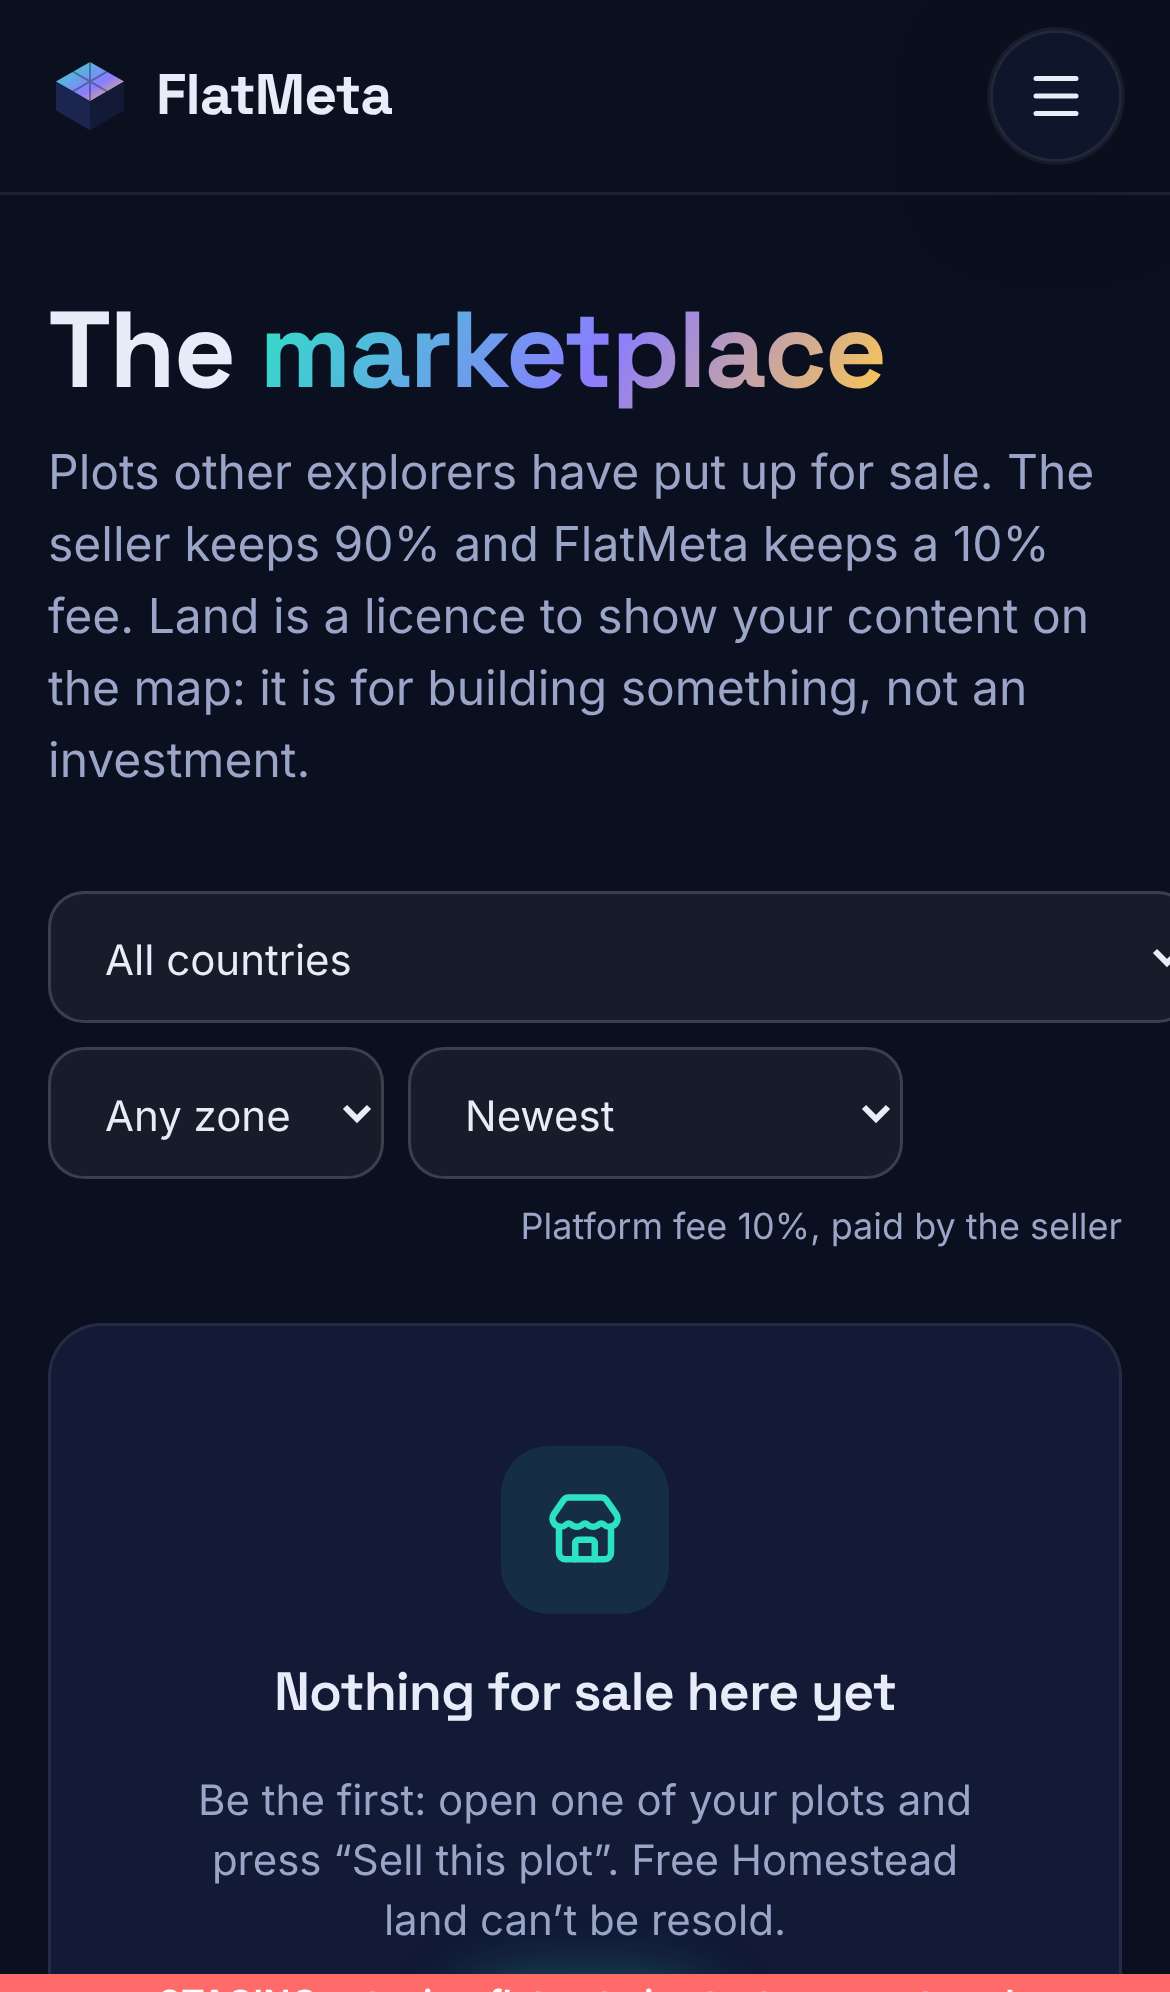 FlatMeta
The marketplace
Plots other explorers have put up for sale. The
seller keeps 90% and FlatMeta keeps a 10%
fee. Land is a licence to show your content on
the map: it is for building something, not an
investment.
All countries
Any zone
Newest
Platform fee 10%, paid by the seller
Nothing for sale here yet
Be the first: open one of your plots and
press “Sell this plot”. Free Homestead
land can’t be resold.